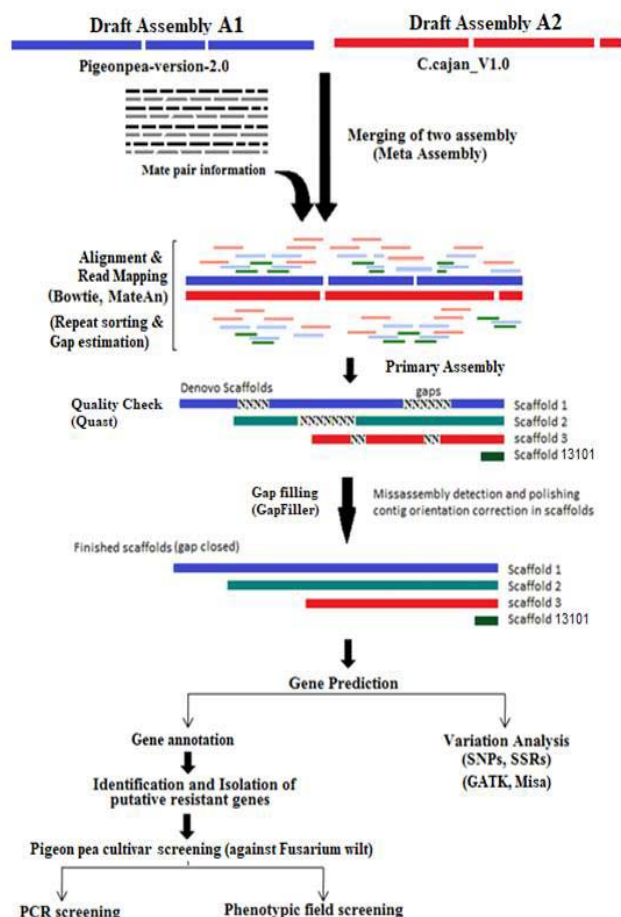 Draft Assembly A1
Draft Assembly A2
Pigeonpea-version-2.0
C.cajan_V1.0
Merging of two assembly
(Meta Assembly)
Mate pair information
Alignment &
Read Mapping
(Bowtie, MateAn)
(Repeat sorting &
Gap estimation)
Primary Assembly
Denovo Scaffolds
gaps
Quality Check
(Quast)
NNNN
NNNNNN
Scaffold 1
NNNNNNN
Scaffold 2
NN
NN
scaffold 3
Scaffold 13101
Gap filling
(GapFiller)
Missassembly detection and polishing
contig orientation correction in scaffolds
Finished scaffolds (gap closed)
Scaffold 1
Scaffold 2
scaffold 3
Scaffold 13101
Gene Prediction
Gene annotation
Variation Analysis
(SNPs, SSRs)
(GATK, Misa)
Identification and Isolation of
putative resistant genes
Pigeon pea cultivar screening (against Fusarium wilt)
PCR screening
Phenotypic field screening